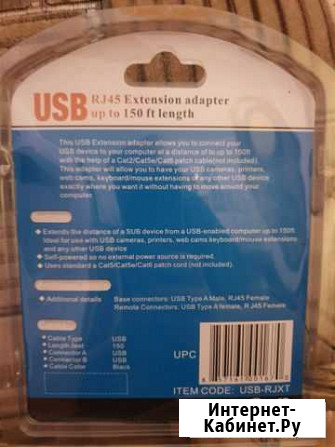 USB RJ45 Extension adapter
up to 150 ft length
This USB Extension adapter allows you to connect your
USB device to your computer at a distance of to up to 150ft
with the help of a Cat5/Cat5e/Cat6 patch cable(not included).
This adapter will allow you to have your USB cameras, printers,
web cams, keyboard/mouse extensions or any other USB device
exactly where you want it without having to move your
computer.
Extends the distance of a SUB device from a USB-enabled computer up to 150ft
Ideal for use with USB cameras, printers, web cams keyboard/mouse extensions
and any other USB device
Self-powered so no external power source is required.
Uses standard a Cat5/Cat5e/Cat6 patch cord (not included).
Additional details Base connectors: USB Type A Male, RJ45 Female
Remote Connectors: USB Type A female, RJ45 Female
Cable Type USB
Length feet 150
Connector A USB
Connector B USB
Cable Color Black
UPC
ITEM CODE: USB-RJXT
Интернет-
Кабинет.Ру